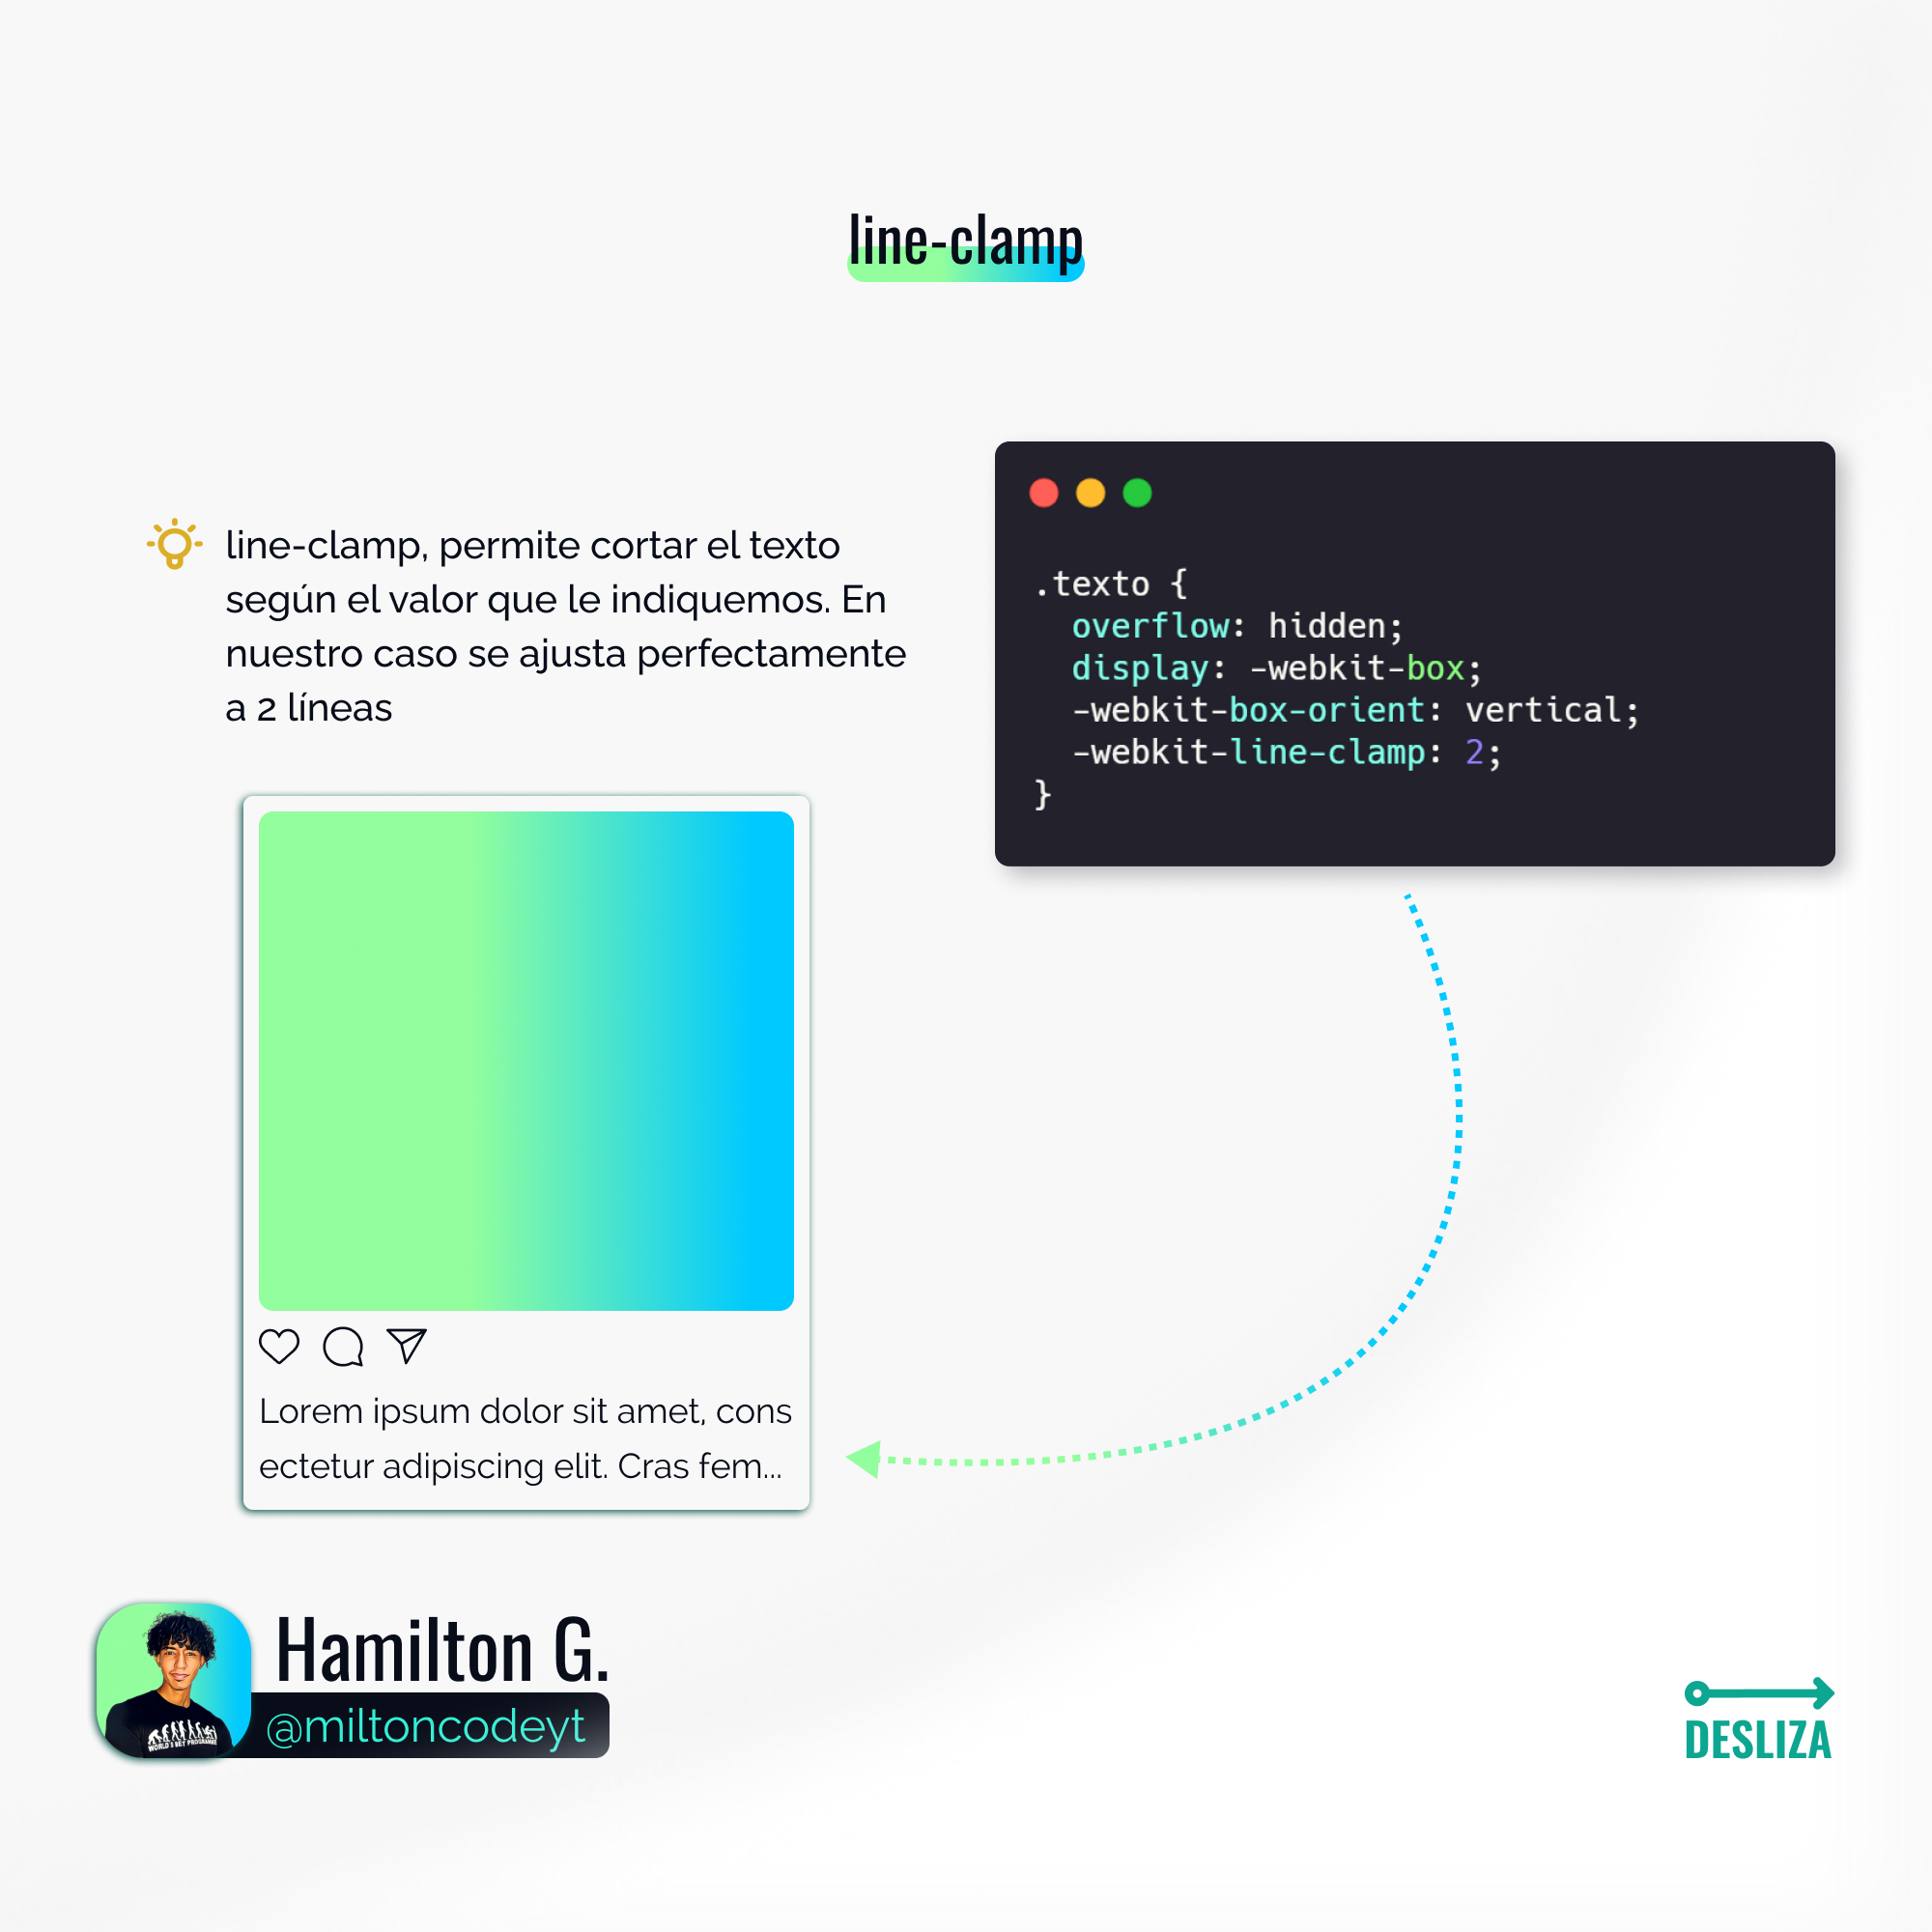 line-clamp
line-clamp, permite cortar el texto
según el valor que le indiquemos. En
nuestro caso se ajusta perfectamente
a 2 líneas
.texto {
  overflow: hidden;
  display: -webkit-box;
  -webkit-box-orient: vertical;
  -webkit-line-clamp: 2;
}
Lorem ipsum dolor sit amet, cons
ectetur adipiscing elit. Cras fem...
Hamilton G.
@miltoncodeyt
DESLIZA